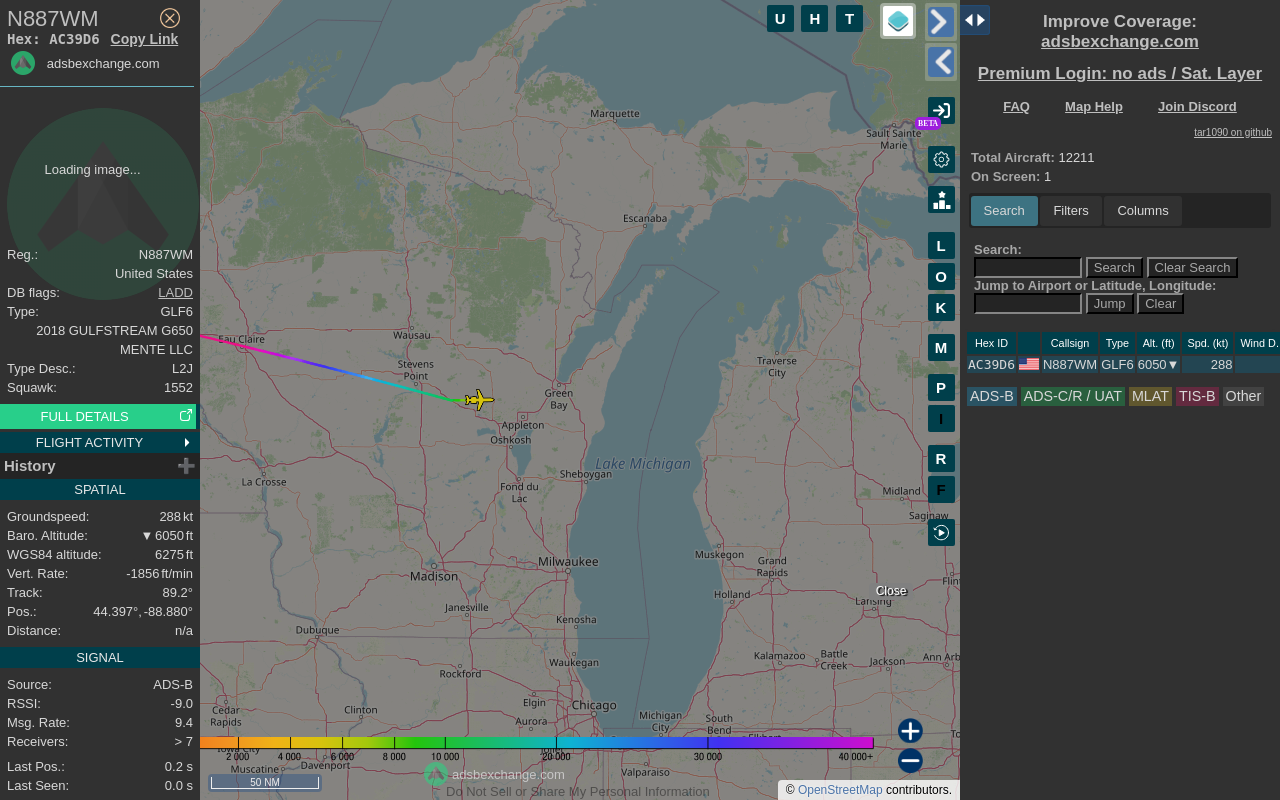 N887WM
Hex: AC39D6 Copy Link
adsbexchange.com
Loading image...
Reg.: N887WM
United States
DB flags: LADD
Type: GLF6
2018 GULFSTREAM G650
MENTE LLC
Type Desc.: L2J
Squawk: 1552
FULL DETAILS
FLIGHT ACTIVITY
History
SPATIAL
Groundspeed: 288 kt
Baro. Altitude: ▼ 6050 ft
WGS84 altitude: 6275 ft
Vert. Rate: -1856 ft/min
Track: 89.2°
Pos.: 44.397°, -88.880°
Distance: n/a
SIGNAL
Source: ADS-B
RSSI: -9.0
Msg. Rate: 9.4
Receivers: > 7
Last Pos.: 0.2 s
Last Seen: 0.0 s
U H T
BETA
L
O
K
M
P
I
R
F
Marquette
Sault Sainte
Marie
Escanaba
Eau Claire
Wausau
Stevens
Point
Traverse
City
Green
Bay
Appleton
Oshkosh
Lake Michigan
La Crosse
Sheboygan
Fond du
Lac
Midland
Saginaw
Muskegon
Grand
Rapids
Milwaukee
Madison
Flint
Holland
Close
Lansing
Janesville
Kenosha
Dubuque
Waukegan
Kalamazoo
Battle
Creek
Jackson
Ann Arb
Rockford
Cedar
Rapids
Clinton
Elgin
Chicago
Aurora
Michigan
City
South
Bend
Elkhart
Iowa City
2 000 4 000 6 000 8 000 10 000 20 000 30 000 40 000+
Muscatine
Davenport
Joliet
Valparaiso
To
50 NM
adsbexchange.com
Do Not Sell or Share My Personal Information
© OpenStreetMap contributors.
Improve Coverage:
adsbexchange.com
Premium Login: no ads / Sat. Layer
FAQ Map Help Join Discord
tar1090 on github
Total Aircraft: 12211
On Screen: 1
Search Filters Columns
Search:
Search Clear Search
Jump to Airport or Latitude, Longitude:
Jump Clear
Hex ID Callsign Type Alt. (ft) Spd. (kt) Wind D.
AC39D6 N887WM GLF6 6050▼ 288
ADS-B ADS-C/R / UAT MLAT TIS-B Other